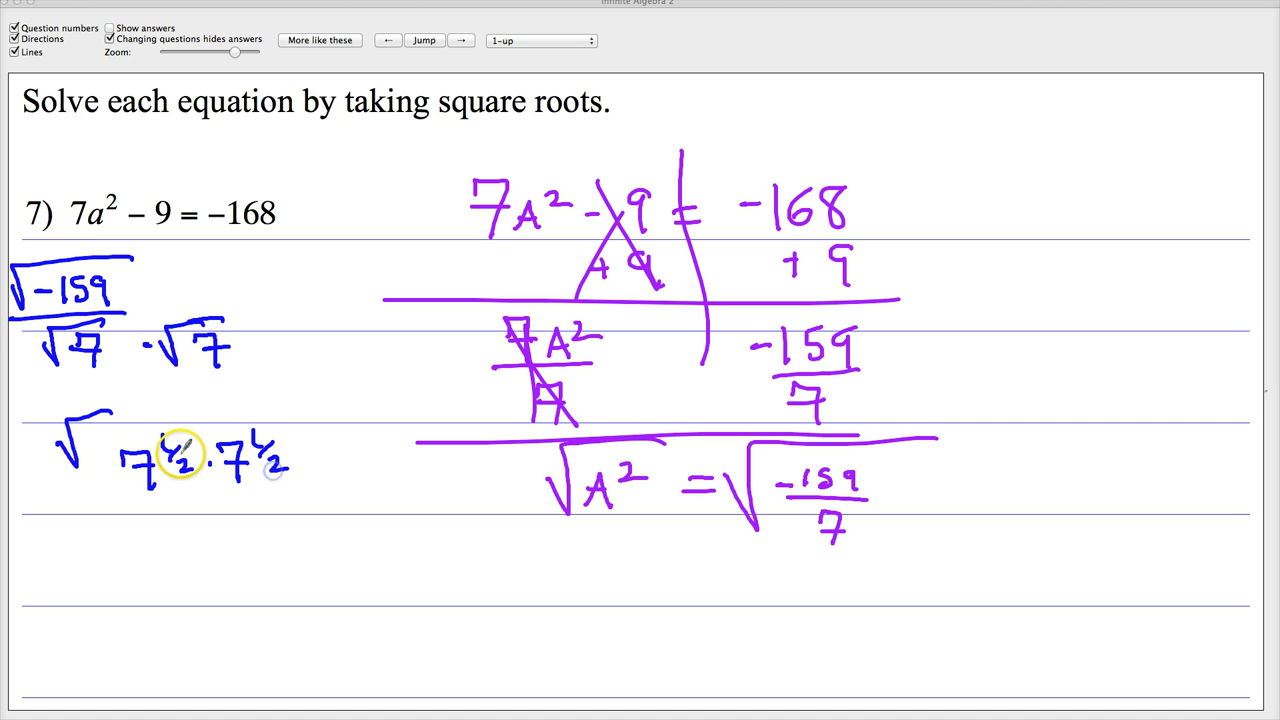 Infinite Algebra 2
Question numbers Show answers
Directions Changing questions hides answers
Lines Zoom:
More like these ← Jump → 1-up
Solve each equation by taking square roots.
7) 7a² − 9 = −168
7A² - 9 = -168
+ 9 + 9
7A² -159
7 7
√A² = √-159
7
√-159
√7 · √7
√
7^1/2 · 7^1/2